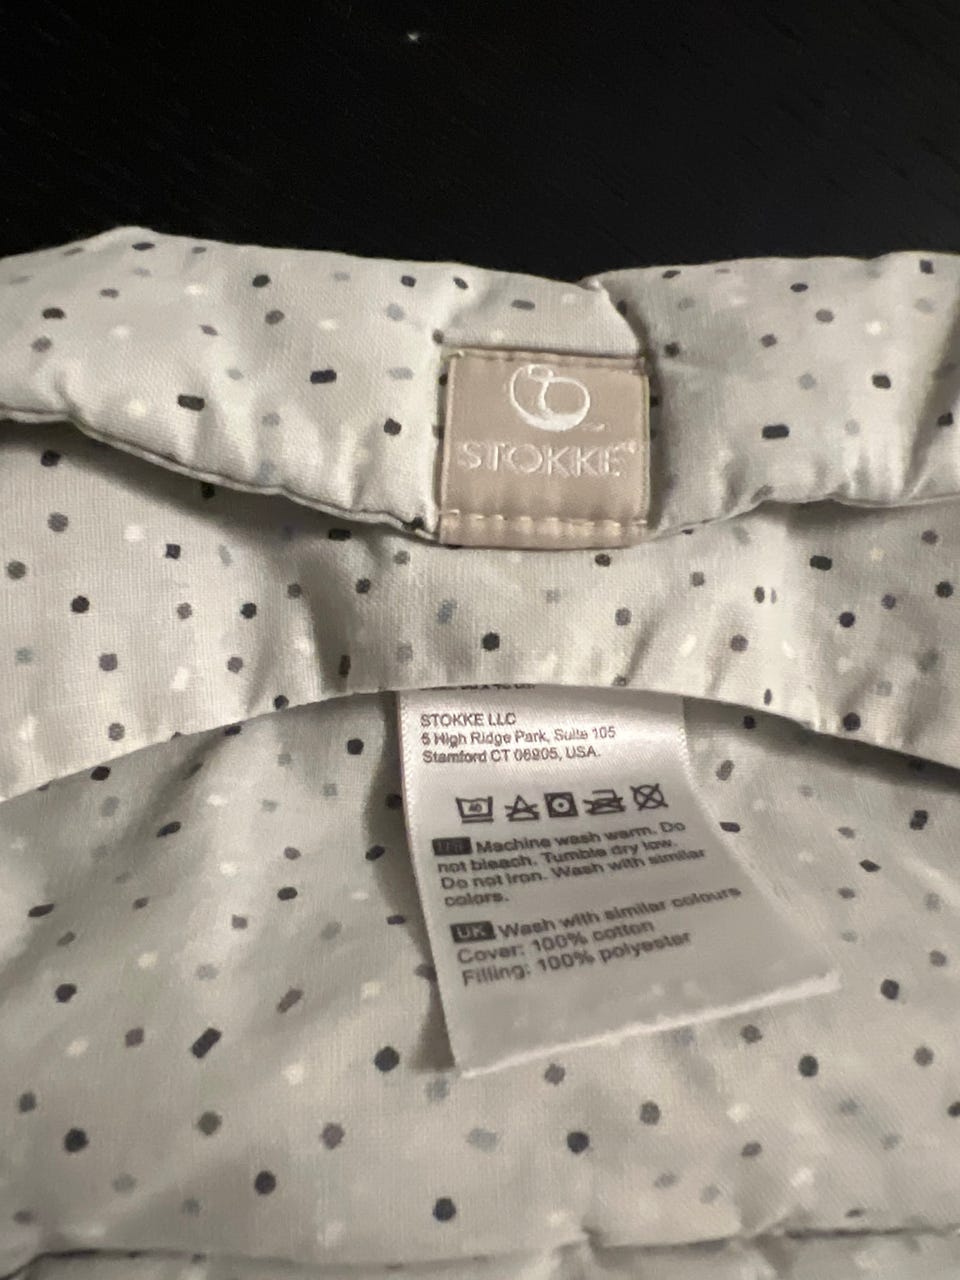 STOKKE®
STOKKE LLC
5 High Ridge Park, Suite 105
Stamford CT 06905, USA.
40
US Machine wash warm. Do
not bleach. Tumble dry low.
Do not iron. Wash with similar
colors.
UK Wash with similar colours
Cover: 100% cotton
Filling: 100% polyester